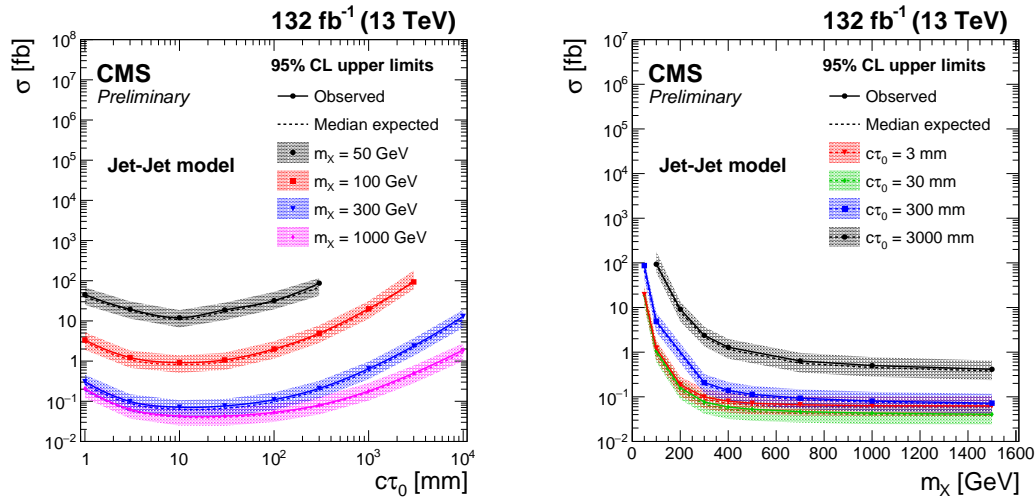 132 fb⁻¹ (13 TeV)
σ [fb]
CMS
Preliminary
Jet-Jet model
95% CL upper limits
Observed
Median expected
m_X = 50 GeV
m_X = 100 GeV
m_X = 300 GeV
m_X = 1000 GeV
10⁸
10⁷
10⁶
10⁵
10⁴
10³
10²
10
1
10⁻¹
10⁻²
1 10 10² 10³ 10⁴
cτ₀ [mm]
132 fb⁻¹ (13 TeV)
σ [fb]
CMS
Preliminary
Jet-Jet model
95% CL upper limits
Observed
Median expected
cτ₀ = 3 mm
cτ₀ = 30 mm
cτ₀ = 300 mm
cτ₀ = 3000 mm
10⁷
10⁶
10⁵
10⁴
10³
10²
10
1
10⁻¹
10⁻²
0 200 400 600 800 1000 1200 1400 1600
m_X [GeV]